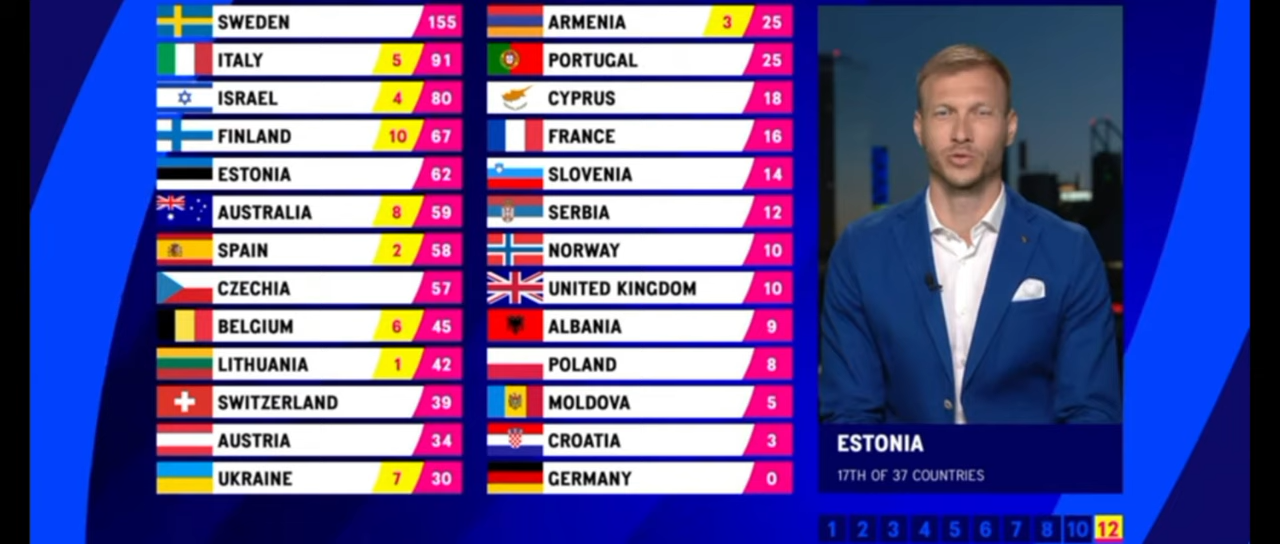 SWEDEN 155
ITALY 5 91
ISRAEL 4 80
FINLAND 10 67
ESTONIA 62
AUSTRALIA 8 59
SPAIN 2 58
CZECHIA 57
BELGIUM 6 45
LITHUANIA 1 42
SWITZERLAND 39
AUSTRIA 34
UKRAINE 7 30
ARMENIA 3 25
PORTUGAL 25
CYPRUS 18
FRANCE 16
SLOVENIA 14
SERBIA 12
NORWAY 10
UNITED KINGDOM 10
ALBANIA 9
POLAND 8
MOLDOVA 5
CROATIA 3
GERMANY 0
ESTONIA
17TH OF 37 COUNTRIES
1 2 3 4 5 6 7 8 10 12